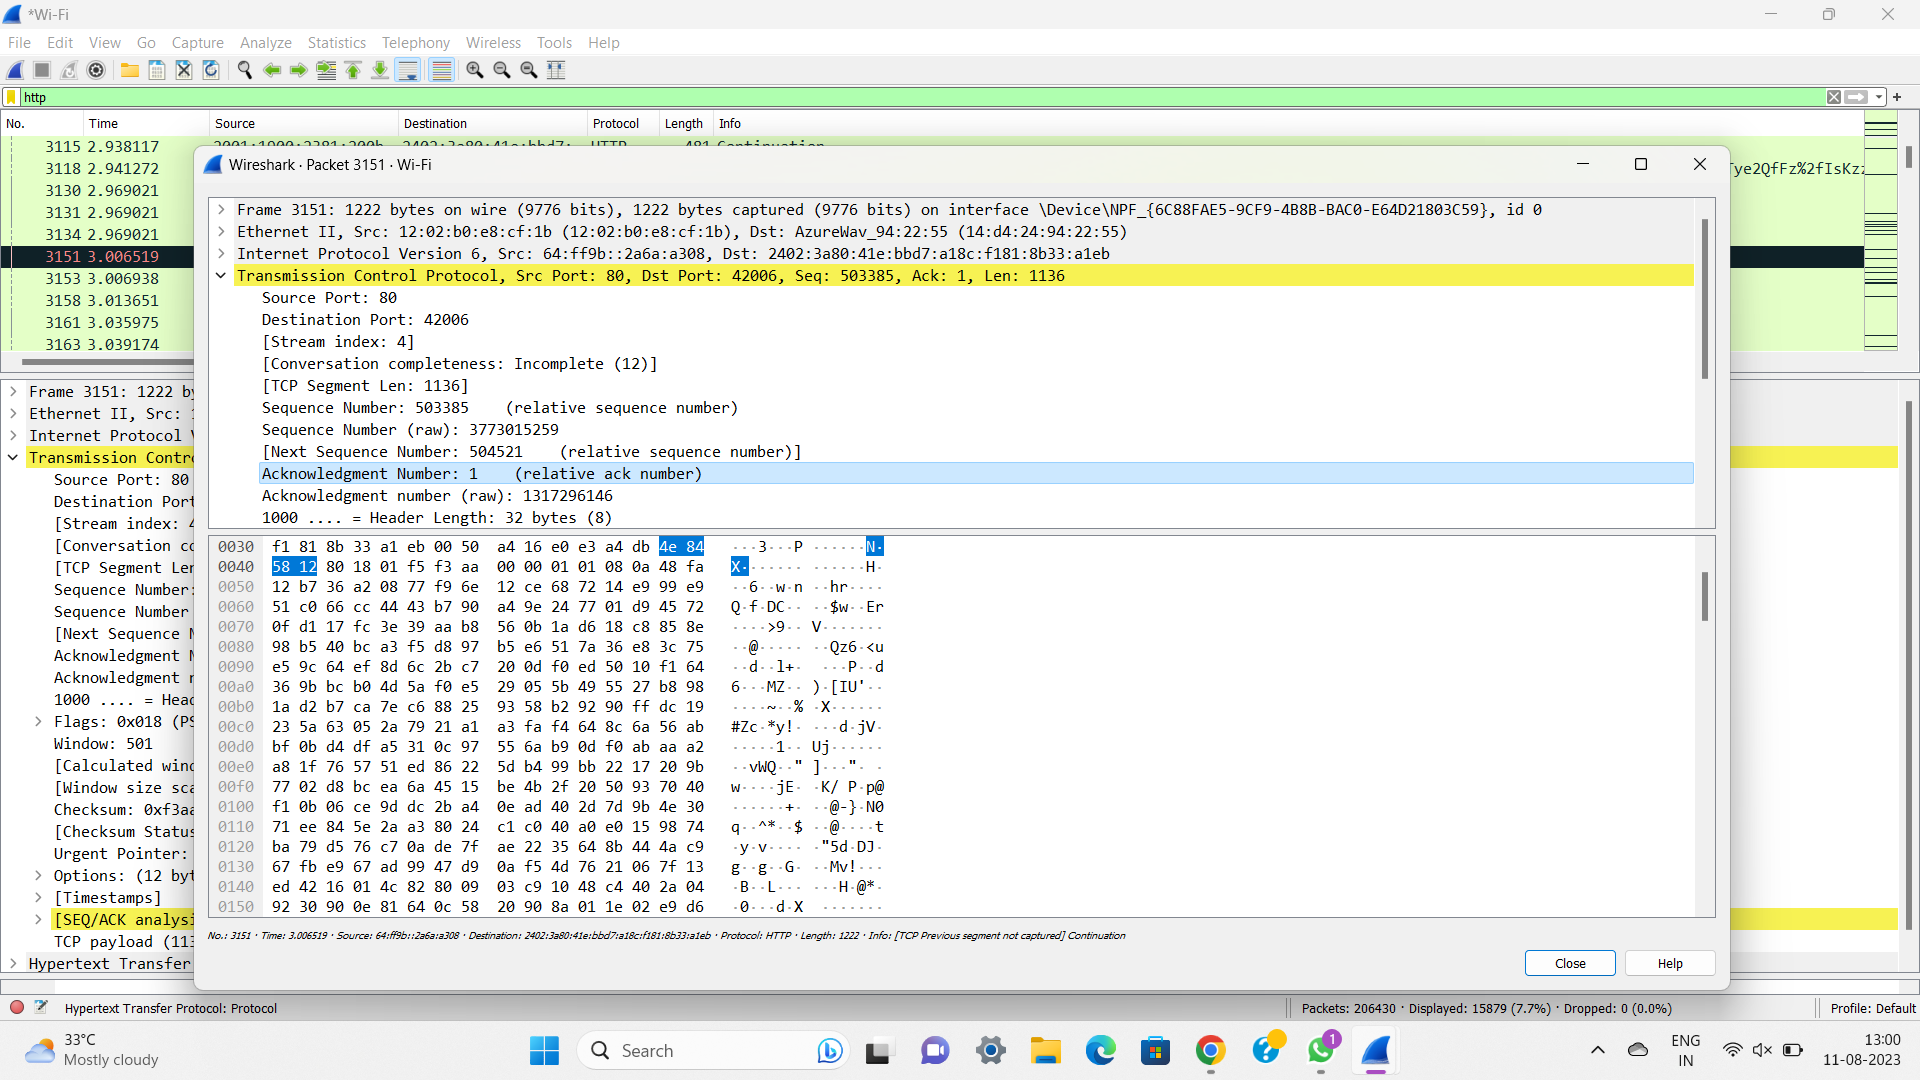 *Wi-Fi
File Edit View Go Capture Analyze Statistics Telephony Wireless Tools Help
http
No. Time Source Destination Protocol Length Info
3115 2.938117
3118 2.941272
3130 2.969021
3131 2.969021
3134 2.969021
3151 3.006519
3153 3.006938
3158 3.013651
3161 3.035975
3163 3.039174
Frame 3151: 1222 by
Ethernet II, Src: 1
Internet Protocol V
Transmission Contro
Source Port: 80
Destination Port
[Stream index: 4
[Conversation co
[TCP Segment Len
Sequence Number:
Sequence Number
[Next Sequence N
Acknowledgment N
Acknowledgment n
1000 .... = Head
Flags: 0x018 (PS
Window: 501
[Calculated wind
[Window size sca
Checksum: 0xf3aa
[Checksum Status
Urgent Pointer:
Options: (12 byt
[Timestamps]
[SEQ/ACK analysi
TCP payload (113
Hypertext Transfer
Wireshark · Packet 3151 · Wi-Fi
Frame 3151: 1222 bytes on wire (9776 bits), 1222 bytes captured (9776 bits) on interface \Device\NPF_{6C88FAE5-9CF9-4B8B-BAC0-E64D21803C59}, id 0
Ethernet II, Src: 12:02:b0:e8:cf:1b (12:02:b0:e8:cf:1b), Dst: AzureWav_94:22:55 (14:d4:24:94:22:55)
Internet Protocol Version 6, Src: 64:ff9b::2a6a:a308, Dst: 2402:3a80:41e:bbd7:a18c:f181:8b33:a1eb
Transmission Control Protocol, Src Port: 80, Dst Port: 42006, Seq: 503385, Ack: 1, Len: 1136
Source Port: 80
Destination Port: 42006
[Stream index: 4]
[Conversation completeness: Incomplete (12)]
[TCP Segment Len: 1136]
Sequence Number: 503385 (relative sequence number)
Sequence Number (raw): 3773015259
[Next Sequence Number: 504521 (relative sequence number)]
Acknowledgment Number: 1 (relative ack number)
Acknowledgment number (raw): 1317296146
1000 .... = Header Length: 32 bytes (8)
0030 f1 81 8b 33 a1 eb 00 50 a4 16 e0 e3 a4 db 4e 84 ···3···P ······N·
0040 58 12 80 18 01 f5 f3 aa 00 00 01 01 08 0a 48 fa X······· ······H·
0050 12 b7 36 a2 08 77 f9 6e 12 ce 68 72 14 e9 99 e9 ··6··w·n ··hr····
0060 51 c0 66 cc 44 43 b7 90 a4 9e 24 77 01 d9 45 72 Q·f·DC·· ··$w··Er
0070 0f d1 17 fc 3e 39 aa b8 56 0b 1a d6 18 c8 85 8e ····>9·· V·······
0080 98 b5 40 bc a3 f5 d8 97 b5 e6 51 7a 36 e8 3c 75 ··@····· ··Qz6·<u
0090 e5 9c 64 ef 8d 6c 2b c7 20 0d f0 ed 50 10 f1 64 ··d··l+· ···P··d
00a0 36 9b bc b0 4d 5a f0 e5 29 05 5b 49 55 27 b8 98 6···MZ·· )·[IU'··
00b0 1a d2 b7 ca 7e c6 88 25 93 58 b2 92 90 ff dc 19 ····~··% ·X······
00c0 23 5a 63 05 2a 79 21 a1 a3 fa f4 64 8c 6a 56 ab #Zc·*y!· ···d·jV·
00d0 bf 0b d4 df a5 31 0c 97 55 6a b9 0d f0 ab aa a2 ·····1·· Uj······
00e0 a8 1f 76 57 51 ed 86 22 5d b4 99 bb 22 17 20 9b ··vWQ··" ]···"· ·
00f0 77 02 d8 bc ea 6a 45 15 be 4b 2f 20 50 93 70 40 w····jE· ·K/ P·p@
0100 f1 0b 06 ce 9d dc 2b a4 0e ad 40 2d 7d 9b 4e 30 ······+· ··@-}·N0
0110 71 ee 84 5e 2a a3 80 24 c1 c0 40 a0 e0 15 98 74 q··^*··$ ··@····t
0120 ba 79 d5 76 c7 0a de 7f ae 22 35 64 8b 44 4a c9 ·y·v···· ·"5d·DJ·
0130 67 fb e9 67 ad 99 47 d9 0a f5 4d 76 21 06 7f 13 g··g··G· ··Mv!···
0140 ed 42 16 01 4c 82 80 09 03 c9 10 48 c4 40 2a 04 ·B··L··· ···H·@*·
0150 92 30 90 0e 81 64 0c 58 20 90 8a 01 1e 02 e9 d6 ·0···d·X ·······
No.: 3151 · Time: 3.006519 · Source: 64:ff9b::2a6a:a308 · Destination: 2402:3a80:41e:bbd7:a18c:f181:8b33:a1eb · Protocol: HTTP · Length: 1222 · Info: [TCP Previous segment not captured] Continuation
Close Help
Hypertext Transfer Protocol: Protocol Packets: 206430 · Displayed: 15879 (7.7%) · Dropped: 0 (0.0%) Profile: Default
33°C
Mostly cloudy
Search
1
ENG
IN
13:00
11-08-2023